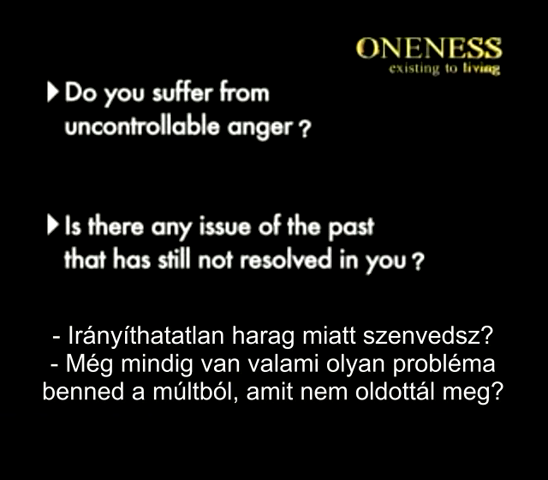 ONENESS
existing to living
Do you suffer from
uncontrollable anger ?
Is there any issue of the past
that has still not resolved in you ?
- Irányíthatatlan harag miatt szenvedsz?
- Még mindig van valami olyan probléma
benned a múltból, amit nem oldottál meg?